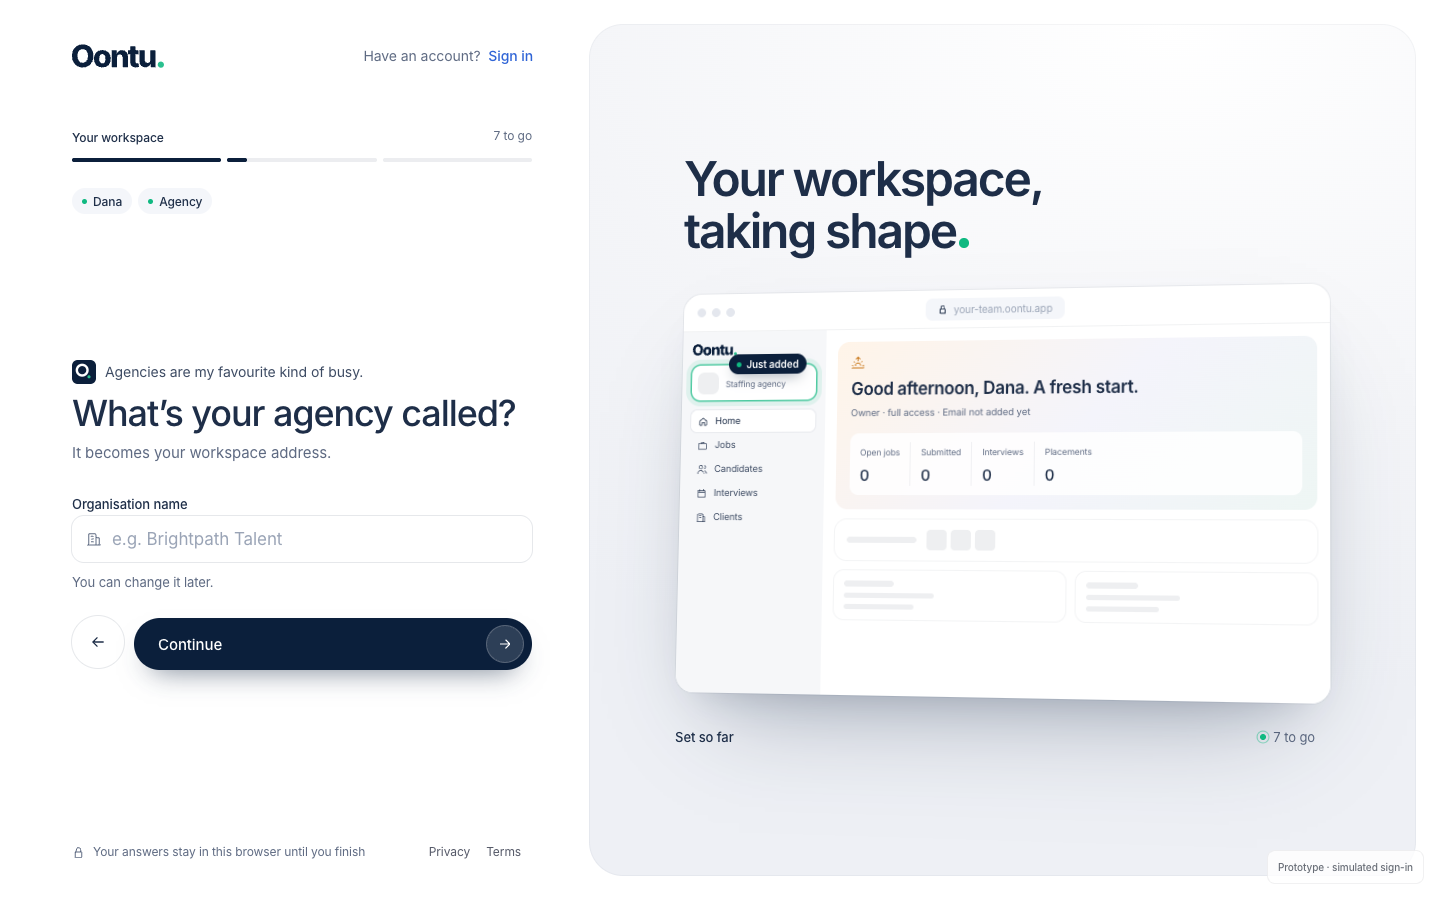 Oontu.
Have an account? Sign in
Your workspace
7 to go
Dana
Agency
Agencies are my favourite kind of busy.
What's your agency called?
It becomes your workspace address.
Organisation name
e.g. Brightpath Talent
You can change it later.
Continue
Your answers stay in this browser until you finish
Privacy
Terms
Your workspace,
taking shape.
your-team.oontu.app
Oontu.
Just added
Staffing agency
Home
Jobs
Candidates
Interviews
Clients
Good afternoon, Dana. A fresh start.
Owner · full access · Email not added yet
Open jobs
0
Submitted
0
Interviews
0
Placements
0
Set so far
7 to go
Prototype · simulated sign-in